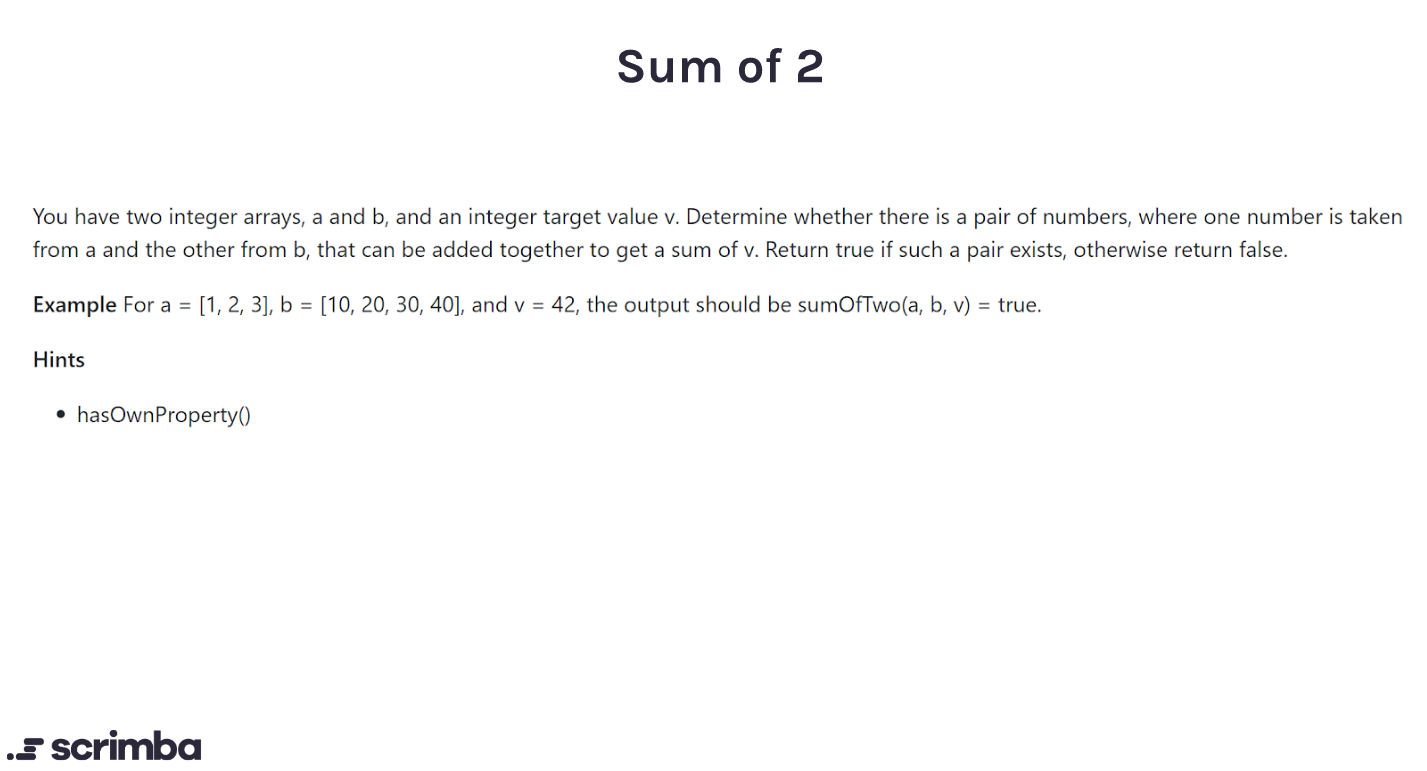 Sum of 2
You have two integer arrays, a and b, and an integer target value v. Determine whether there is a pair of numbers, where one number is taken
from a and the other from b, that can be added together to get a sum of v. Return true if such a pair exists, otherwise return false.
Example For a = [1, 2, 3], b = [10, 20, 30, 40], and v = 42, the output should be sumOfTwo(a, b, v) = true.
Hints
• hasOwnProperty()
scrimba